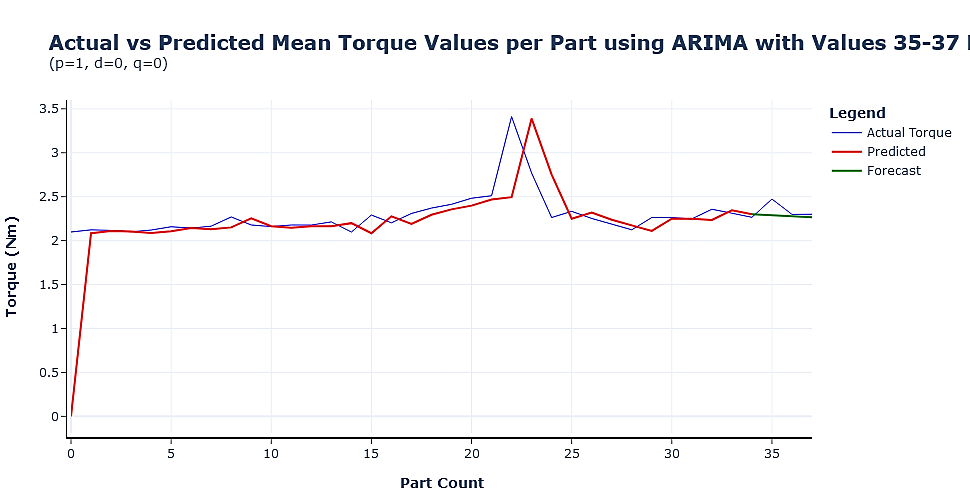 Actual vs Predicted Mean Torque Values per Part using ARIMA with Values 35-37
(p=1, d=0, q=0)
3.5
3
2.5
2
1.5
1
0.5
0
Torque (Nm)
0 5 10 15 20 25 30 35
Part Count
Legend
Actual Torque
Predicted
Forecast